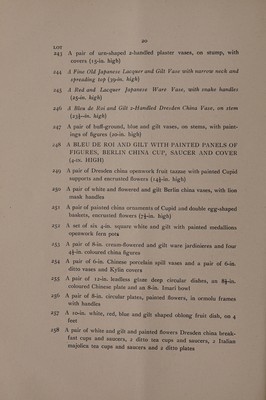 20
LOT
243 A pair of urn-shaped 2-handled plaster vases, on stump, with
covers (15-in. high)
244 A Fine Old Japanese Lacquer and Gilt Vase with narrow neck and
spreading top (39-in. high)
245 A Red and Lacquer Japanese Ware Vase, with snake handles
(25-in. high)
246 A Bleu de Roi and Gilt 2-Handled Dresden China Vase, on stem
(23½-in. high)
247 A pair of buff-ground, blue and gilt vases, on stems, with paint-
ings of figures (20-in. high)
248 A BLEU DE ROI AND GILT WITH PAINTED PANELS OF
FIGURES, BERLIN CHINA CUP, SAUCER AND COVER
(4-IN. HIGH)
249 A pair of Dresden china openwork fruit tazzas with painted Cupid
supports and encrusted flowers (14½-in. high)
250 A pair of white and flowered and gilt Berlin china vases, with lion
mask handles
251 A pair of painted china ornaments of Cupid and double egg-shaped
baskets, encrusted flowers (7½-in. high)
252 A set of six 4-in. square white and gilt with painted medallions
openwork fern pots
253 A pair of 8-in. cream-flowered and gilt ware jardinieres and four
4½-in. coloured china figures
254 A pair of 6-in. Chinese porcelain spill vases and a pair of 6-in.
ditto vases and Kylin covers
255 A pair of 12-in. leadless glaze deep circular dishes, an 8½-in.
coloured Chinese plate and an 8-in. Imari bowl
256 A pair of 8-in. circular plates, painted flowers, in ormolu frames
with handles
257 A 10-in. white, red, blue and gilt shaped oblong fruit dish, on 4
feet
258 A pair of white and gilt and painted flowers Dresden china break-
fast cups and saucers, 2 ditto tea cups and saucers, 2 Italian
majolica tea cups and saucers and 2 ditto plates